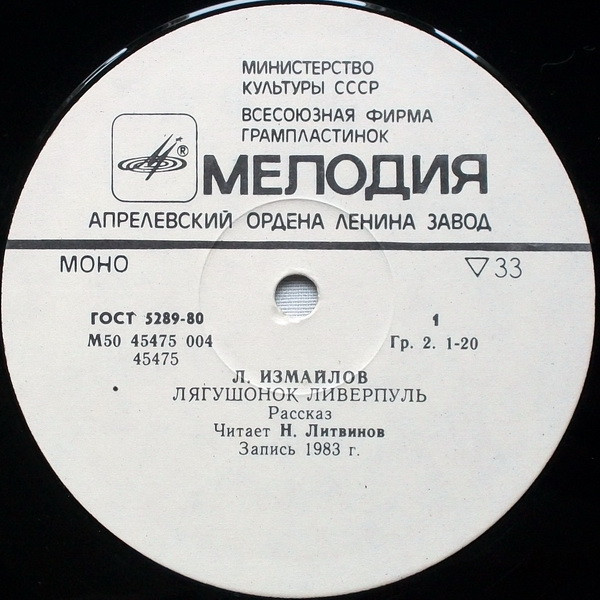 МИНИСТЕРСТВО
КУЛЬТУРЫ СССР
ВСЕСОЮЗНАЯ ФИРМА
ГРАМПЛАСТИНОК
®
МЕЛОДИЯ
АПРЕЛЕВСКИЙ ОРДЕНА ЛЕНИНА ЗАВОД
МОНО
▽33
ГОСТ 5289-80
1
М50 45475 004
Гр. 2. 1-20
45475
Л. ИЗМАЙЛОВ
ЛЯГУШОНОК ЛИВЕРПУЛЬ
Рассказ
Читает Н. Литвинов
Запись 1983 г.